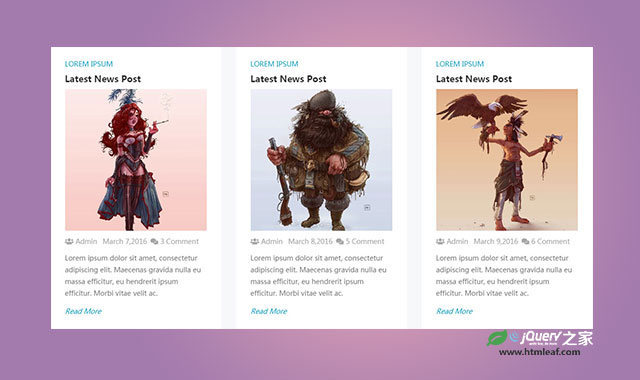 LOREM IPSUM
Latest News Post
Admin March 7,2016 3 Comment
Lorem ipsum dolor sit amet, consectetur
adipiscing elit. Maecenas gravida nulla eu
massa efficitur, eu hendrerit ipsum
efficitur. Morbi vitae velit ac.
Read More
LOREM IPSUM
Latest News Post
Admin March 8,2016 5 Comment
Lorem ipsum dolor sit amet, consectetur
adipiscing elit. Maecenas gravida nulla eu
massa efficitur, eu hendrerit ipsum
efficitur. Morbi vitae velit ac.
Read More
LOREM IPSUM
Latest News Post
Admin March 9,2016 6 Comment
Lorem ipsum dolor sit amet, consectetur
adipiscing elit. Maecenas gravida nulla eu
massa efficitur, eu hendrerit ipsum
efficitur. Morbi vitae velit ac.
Read More
jQuery之家
www.htmleaf.com